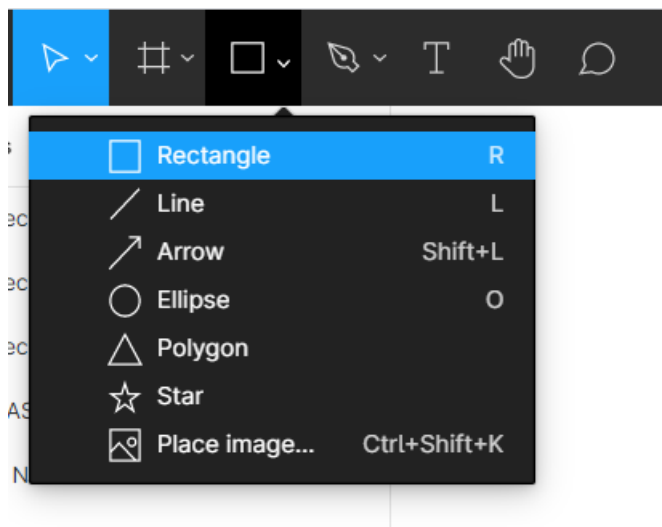 Rectangle R
Line L
Arrow Shift+L
Ellipse O
Polygon
Star
Place image... Ctrl+Shift+K